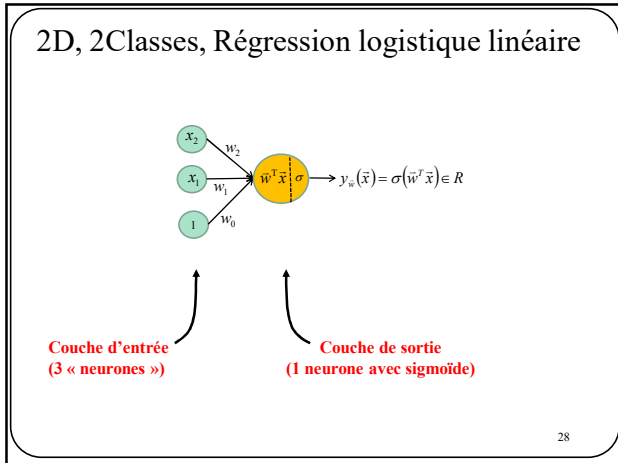 2D, 2Classes, Régression logistique linéaire
x₂
w₂
x₁
w₁
1
w₀
w⃗ᵀx⃗ σ
y_w⃗(x⃗) = σ(w⃗ᵀx⃗) ∈ R
Couche d'entrée
(3 « neurones »)
Couche de sortie
(1 neurone avec sigmoïde)
28